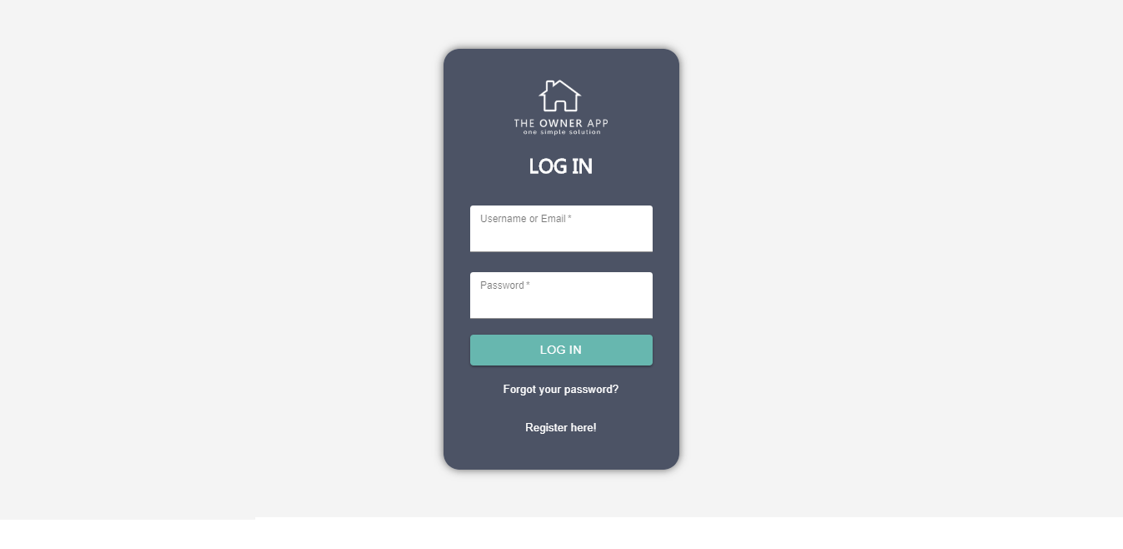 THE OWNER APP
one simple solution
LOG IN
Username or Email *
Password *
LOG IN
Forgot your password?
Register here!